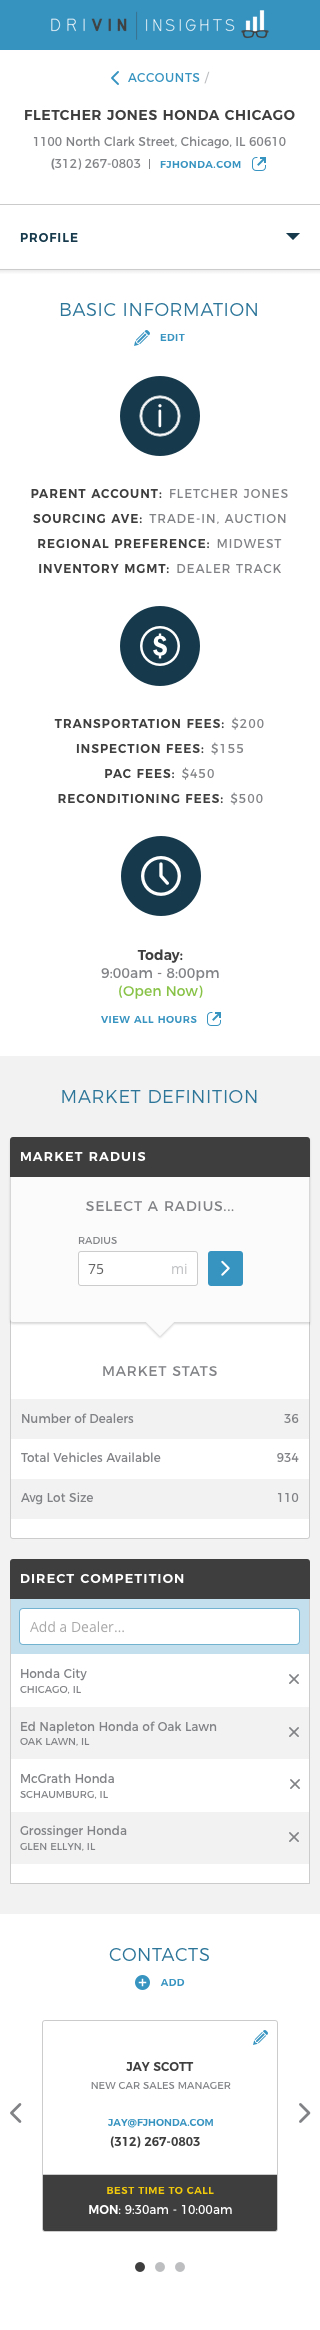 DRIVIN | INSIGHTS
ACCOUNTS /
FLETCHER JONES HONDA CHICAGO
1100 North Clark Street, Chicago, IL 60610
(312) 267-0803 | FJHONDA.COM
PROFILE
BASIC INFORMATION
EDIT
PARENT ACCOUNT: FLETCHER JONES
SOURCING AVE: TRADE-IN, AUCTION
REGIONAL PREFERENCE: MIDWEST
INVENTORY MGMT: DEALER TRACK
$
TRANSPORTATION FEES: $200
INSPECTION FEES: $155
PAC FEES: $450
RECONDITIONING FEES: $500
Today:
9:00am - 8:00pm
(Open Now)
VIEW ALL HOURS
MARKET DEFINITION
MARKET RADUIS
SELECT A RADIUS...
RADIUS
75 mi
MARKET STATS
Number of Dealers 36
Total Vehicles Available 934
Avg Lot Size 110
DIRECT COMPETITION
Add a Dealer...
Honda City
CHICAGO, IL
Ed Napleton Honda of Oak Lawn
OAK LAWN, IL
McGrath Honda
SCHAUMBURG, IL
Grossinger Honda
GLEN ELLYN, IL
CONTACTS
ADD
JAY SCOTT
NEW CAR SALES MANAGER
JAY@FJHONDA.COM
(312) 267-0803
BEST TIME TO CALL
MON: 9:30am - 10:00am